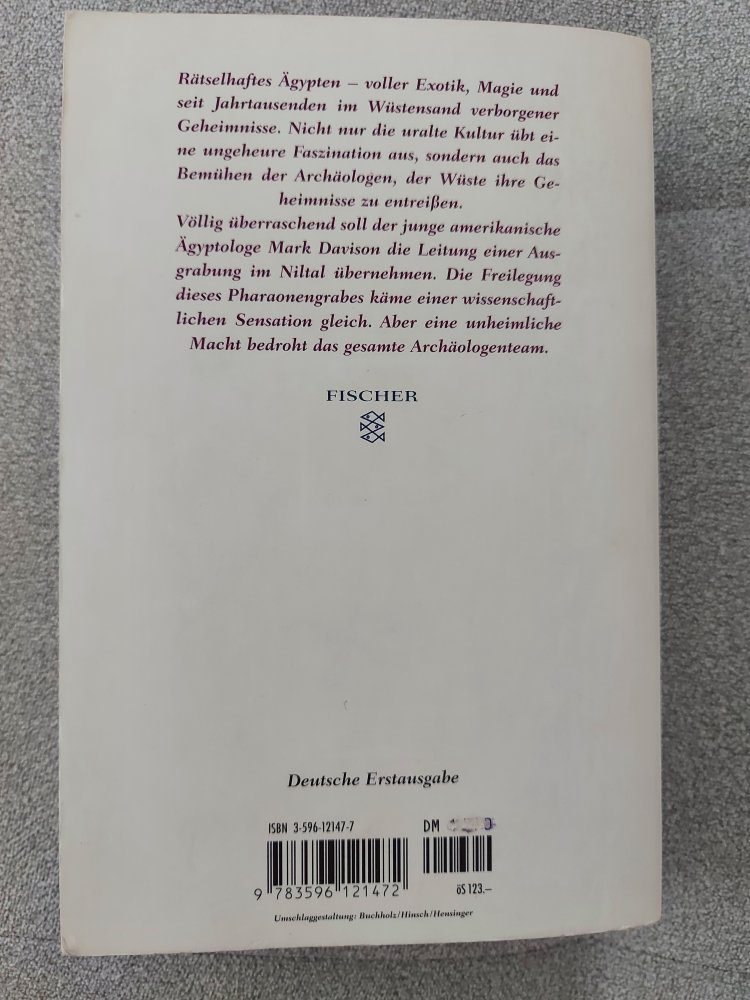 Rätselhaftes Ägypten – voller Exotik, Magie und
seit Jahrtausenden im Wüstensand verborgener
Geheimnisse. Nicht nur die uralte Kultur übt ei-
ne ungeheure Faszination aus, sondern auch das
Bemühen der Archäologen, der Wüste ihre Ge-
heimnisse zu entreißen.
Völlig überraschend soll der junge amerikanische
Ägyptologe Mark Davison die Leitung einer Aus-
grabung im Niltal übernehmen. Die Freilegung
dieses Pharaonengrabes käme einer wissenschaft-
lichen Sensation gleich. Aber eine unheimliche
Macht bedroht das gesamte Archäologenteam.
FISCHER
Deutsche Erstausgabe
ISBN 3-596-12147-7
DM
9 783596 121472
öS 123.–
Umschlaggestaltung: Buchholz/Hinsch/Hensinger